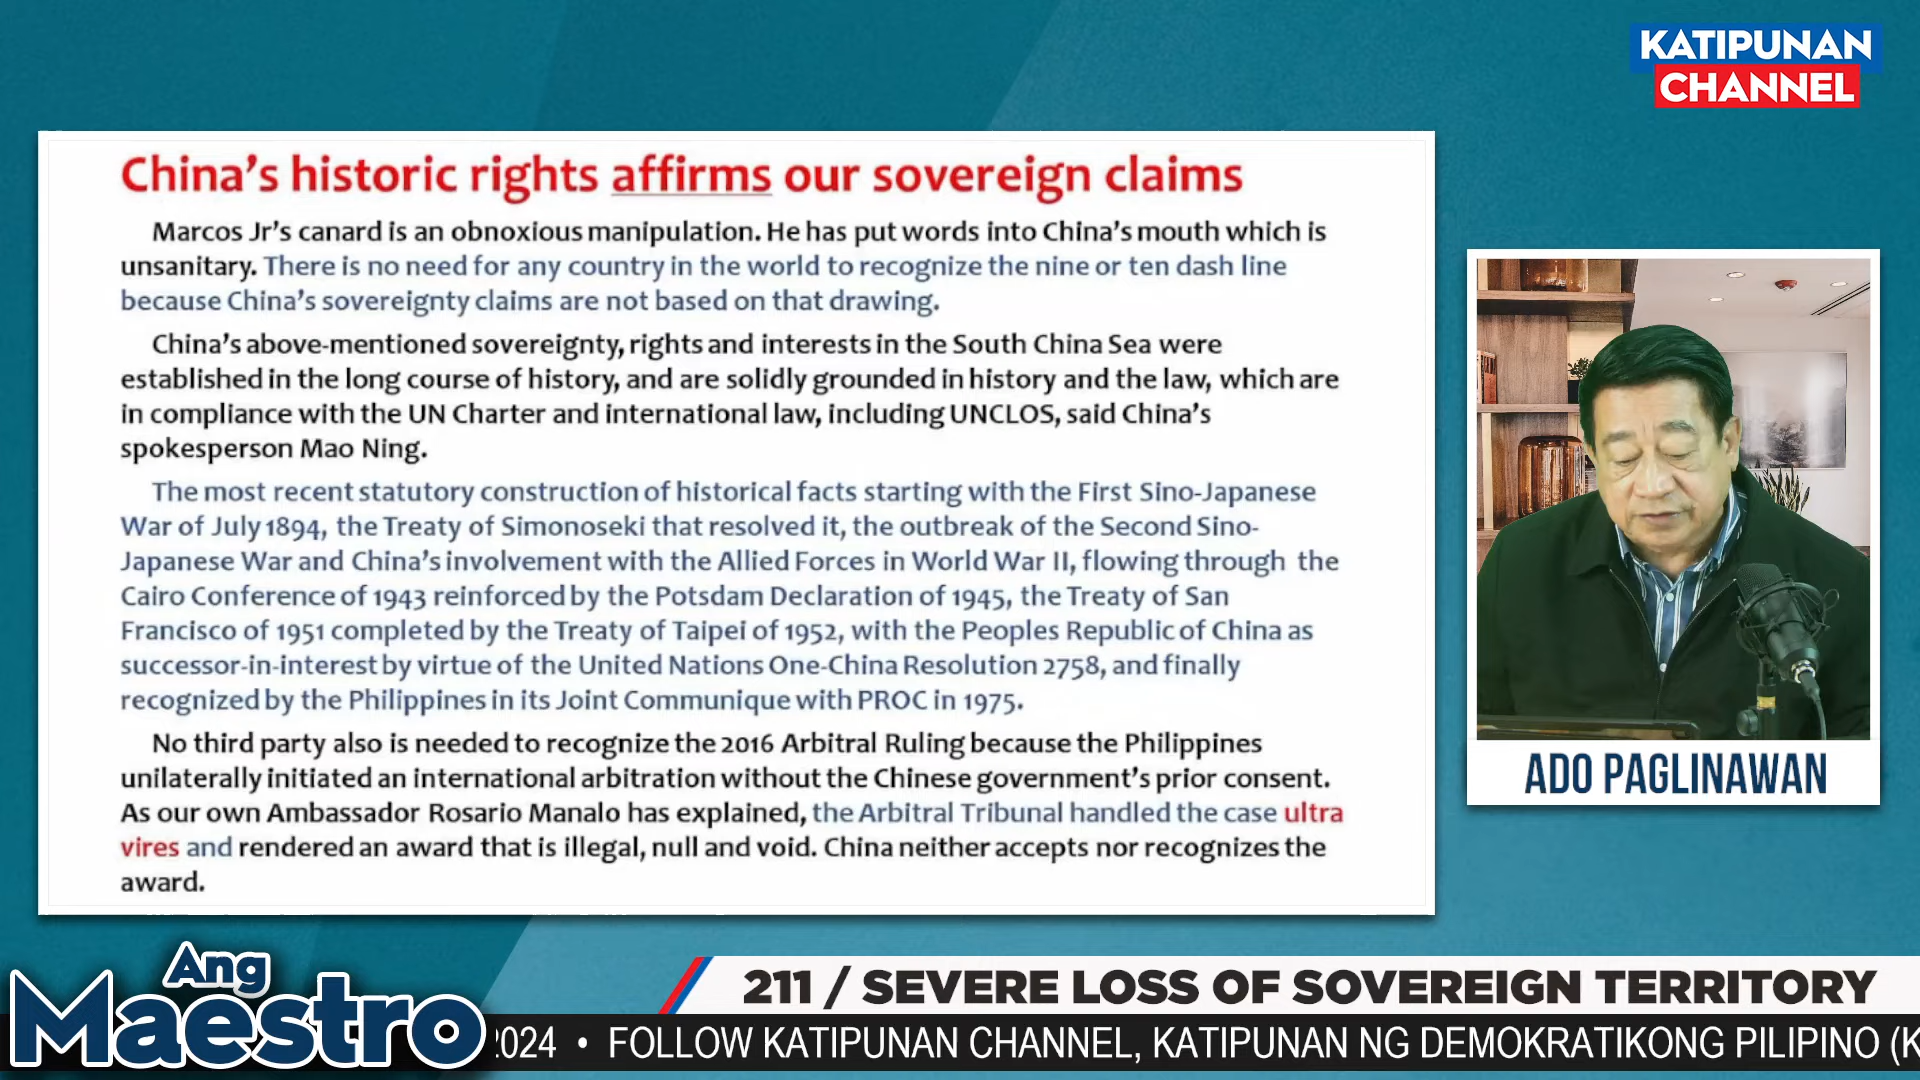 KATIPUNAN
CHANNEL
China's historic rights affirms our sovereign claims
Marcos Jr's canard is an obnoxious manipulation. He has put words into China's mouth which is
unsanitary. There is no need for any country in the world to recognize the nine or ten dash line
because China's sovereignty claims are not based on that drawing.
China's above-mentioned sovereignty, rights and interests in the South China Sea were
established in the long course of history, and are solidly grounded in history and the law, which are
in compliance with the UN Charter and international law, including UNCLOS, said China's
spokesperson Mao Ning.
The most recent statutory construction of historical facts starting with the First Sino-Japanese
War of July 1894, the Treaty of Simonoseki that resolved it, the outbreak of the Second Sino-
Japanese War and China's involvement with the Allied Forces in World War II, flowing through the
Cairo Conference of 1943 reinforced by the Potsdam Declaration of 1945, the Treaty of San
Francisco of 1951 completed by the Treaty of Taipei of 1952, with the Peoples Republic of China as
successor-in-interest by virtue of the United Nations One-China Resolution 2758, and finally
recognized by the Philippines in its Joint Communique with PROC in 1975.
No third party also is needed to recognize the 2016 Arbitral Ruling because the Philippines
unilaterally initiated an international arbitration without the Chinese government's prior consent.
As our own Ambassador Rosario Manalo has explained, the Arbitral Tribunal handled the case ultra
vires and rendered an award that is illegal, null and void. China neither accepts nor recognizes the
award.
ADO PAGLINAWAN
Ang
Maestro
211 / SEVERE LOSS OF SOVEREIGN TERRITORY
2024 • FOLLOW KATIPUNAN CHANNEL, KATIPUNAN NG DEMOKRATIKONG PILIPINO (K